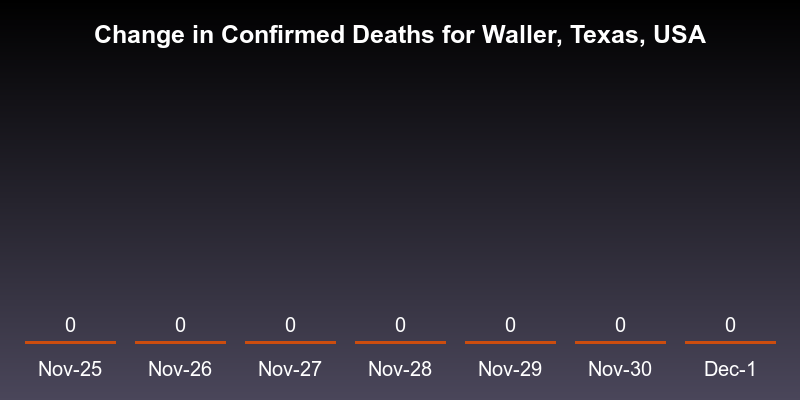 Change in Confirmed Deaths for Waller, Texas, USA
0 0 0 0 0 0 0
Nov-25 Nov-26 Nov-27 Nov-28 Nov-29 Nov-30 Dec-1